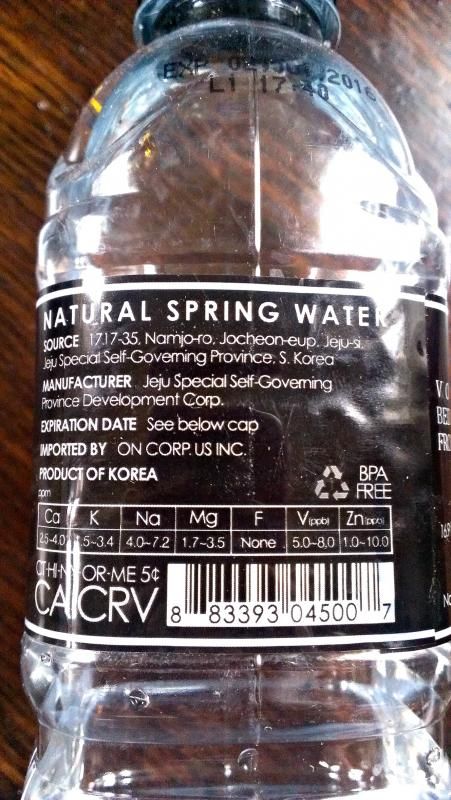 EXP 2016
L1 17:40
NATURAL SPRING WATER
SOURCE 1717-35, Namjo-ro, Jocheon-eup, Jeju-si,
Jeju Special Self-Governing Province, S. Korea
MANUFACTURER Jeju Special Self-Governing
Province Development Corp.
EXPIRATION DATE See below cap
IMPORTED BY ON CORP. US INC.
PRODUCT OF KOREA
BPA
FREE
ppm
Ca K Na Mg F V(ppb) Zn(ppb)
2.5-4.0 1.5-3.4 4.0-7.2 1.7-3.5 None 5.0-8.0 1.0-10.0
CT-HI-NY-OR-ME 5¢
CA CRV
8 83393 04500 7